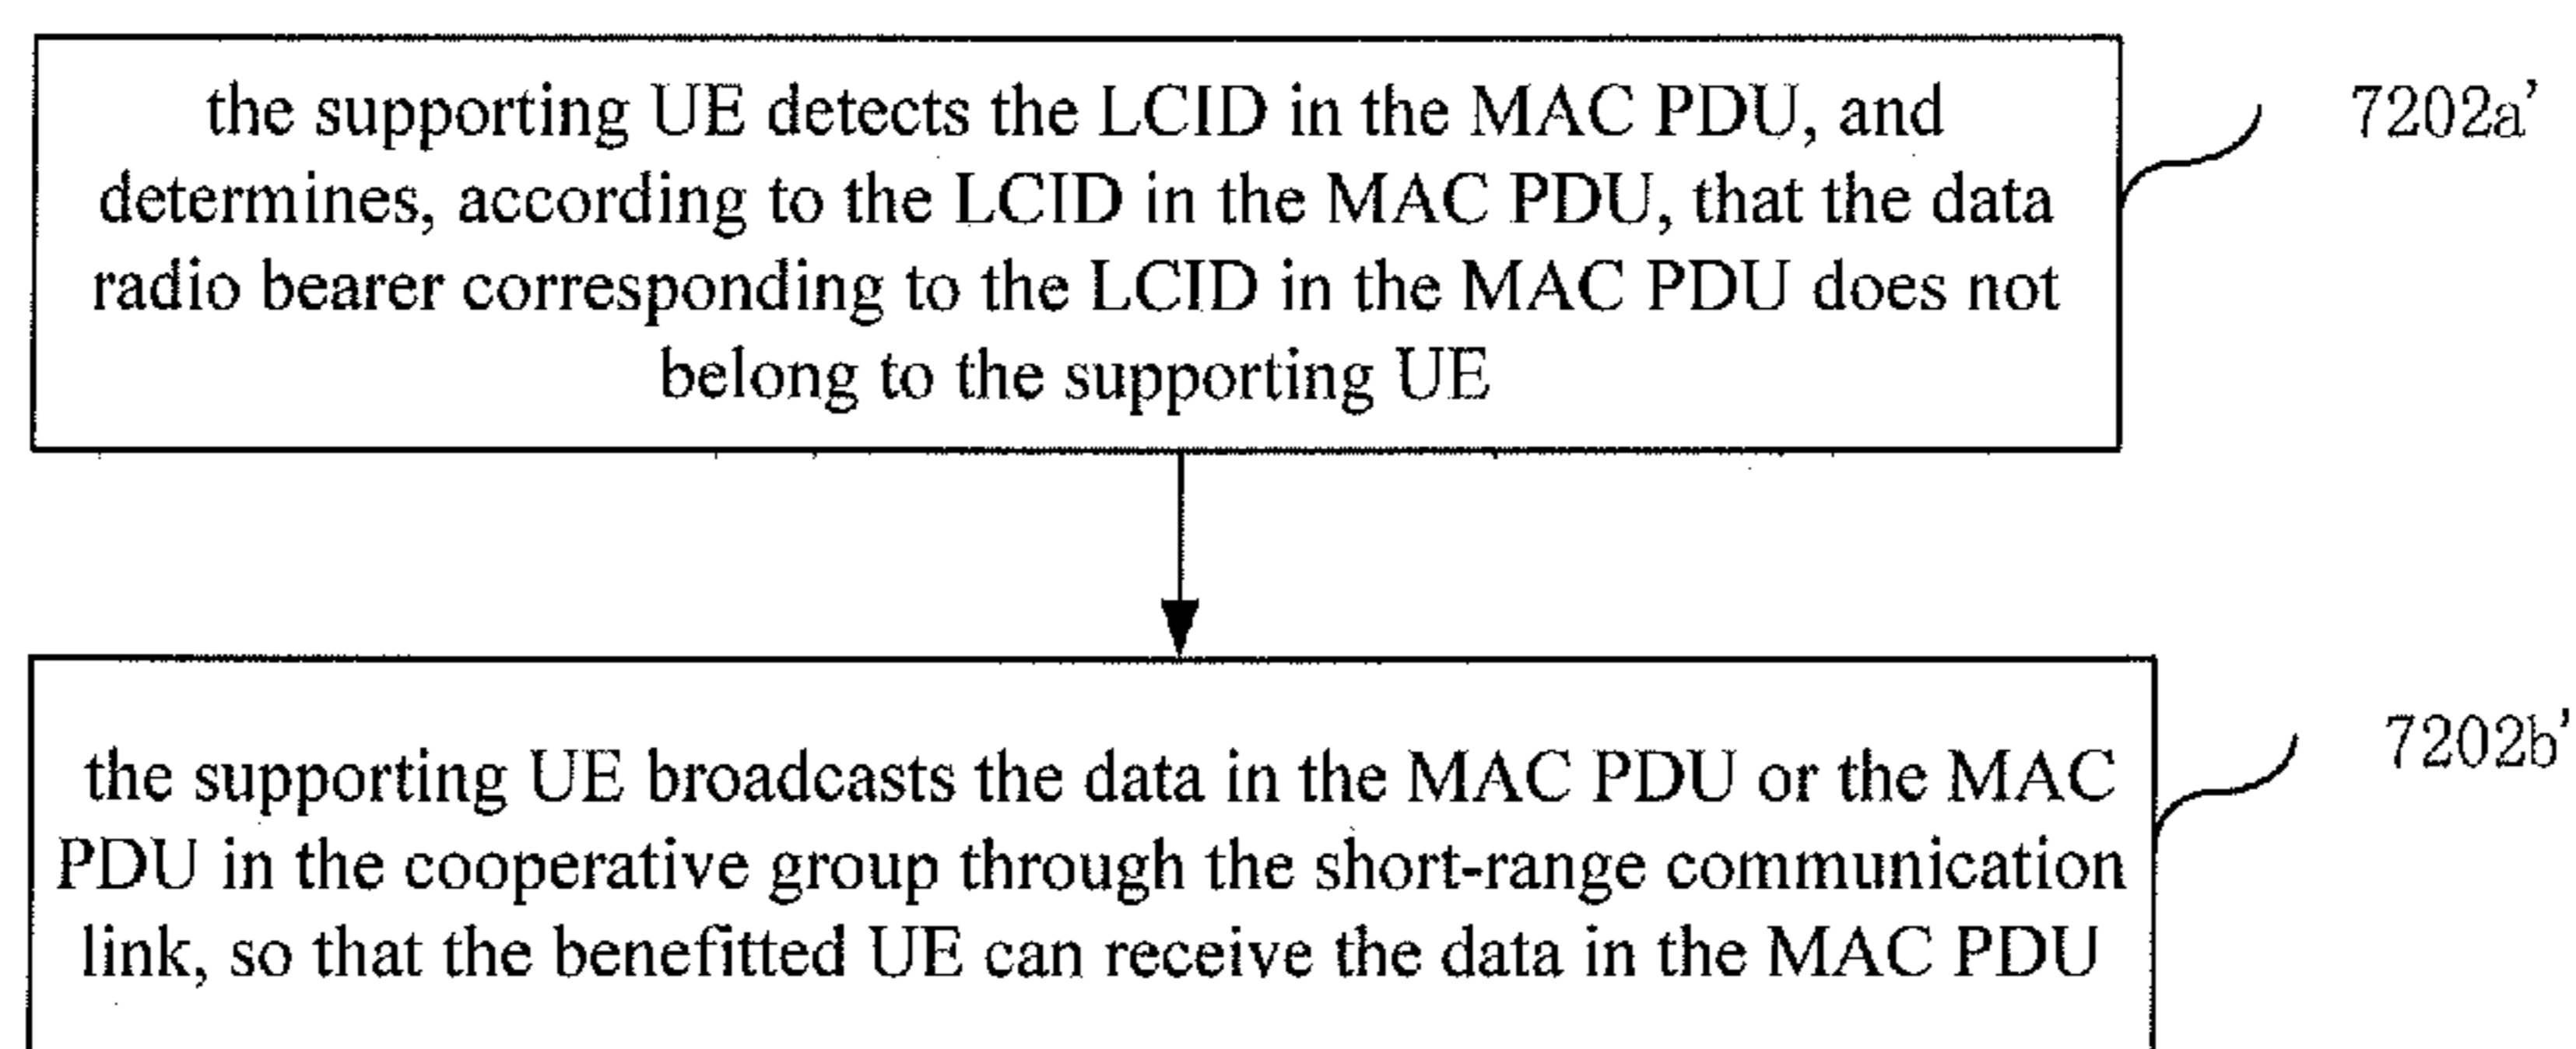 the supporting UE detects the LCID in the MAC PDU, and
determines, according to the LCID in the MAC PDU, that the data
radio bearer corresponding to the LCID in the MAC PDU does not
belong to the supporting UE
7202a’
the supporting UE broadcasts the data in the MAC PDU or the MAC
PDU in the cooperative group through the short-range communication
link, so that the benefitted UE can receive the data in the MAC PDU
7202b’